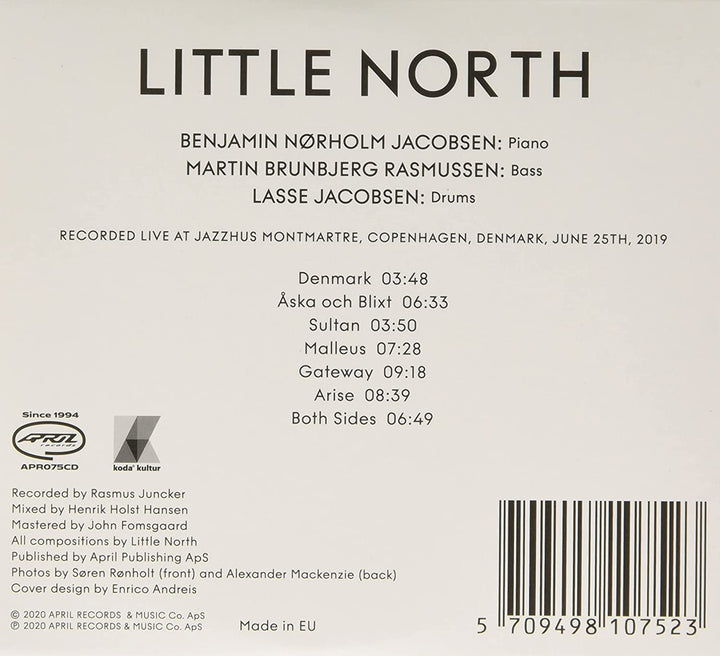 LITTLE NORTH
BENJAMIN NØRHOLM JACOBSEN: Piano
MARTIN BRUNBJERG RASMUSSEN: Bass
LASSE JACOBSEN: Drums
RECORDED LIVE AT JAZZHUS MONTMARTRE, COPENHAGEN, DENMARK, JUNE 25TH, 2019
Denmark 03:48
Åska och Blixt 06:33
Sultan 03:50
Malleus 07:28
Gateway 09:18
Arise 08:39
Both Sides 06:49
Since 1994
APRIL
records
APR075CD
koda* kultur
Recorded by Rasmus Juncker
Mixed by Henrik Holst Hansen
Mastered by John Fomsgaard
All compositions by Little North
Published by April Publishing ApS
Photos by Søren Rønholt (front) and Alexander Mackenzie (back)
Cover design by Enrico Andreis
© 2020 APRIL RECORDS & MUSIC Co. ApS
℗ 2020 APRIL RECORDS & MUSIC Co. ApS
Made in EU
5 709498 107523